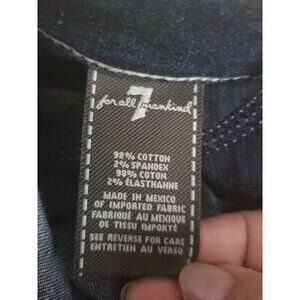 7
for all mankind
98% COTTON
2% SPANDEX
98% COTON
2% ÉLASTHANNE
MADE IN MEXICO
OF IMPORTED FABRIC
FABRIQUÉ AU MEXIQUE
DE TISSU IMPORTÉ
SEE REVERSE FOR CARE
ENTRETIEN AU VERSO